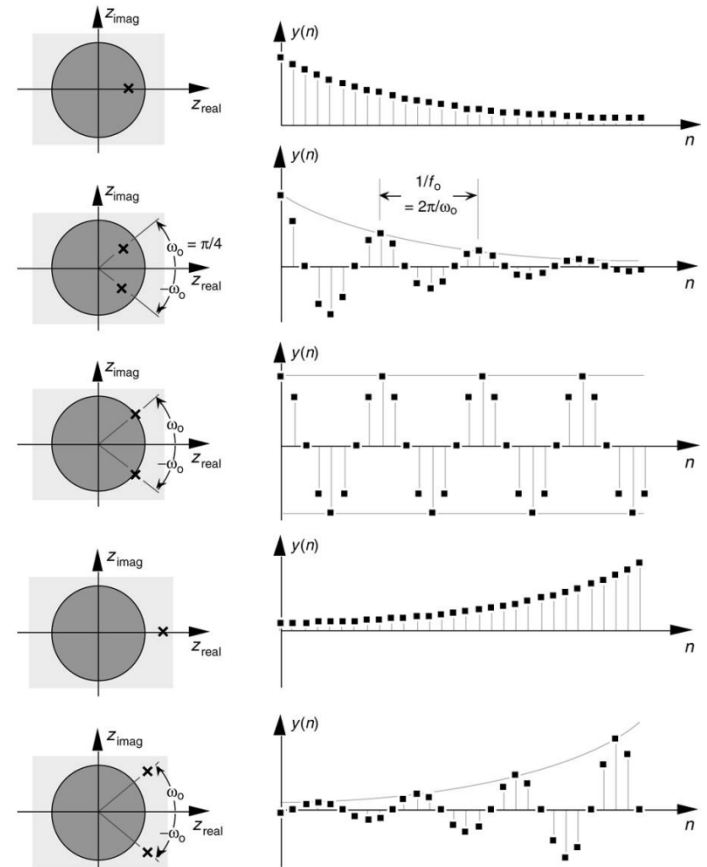 z_imag
z_real
y(n)
n
z_imag
ω_o = π/4
−ω_o
z_real
y(n)
1/f_o
= 2π/ω_o
n
z_imag
ω_o
−ω_o
z_real
y(n)
n
z_imag
z_real
y(n)
n
z_imag
ω_o
−ω_o
z_real
y(n)
n